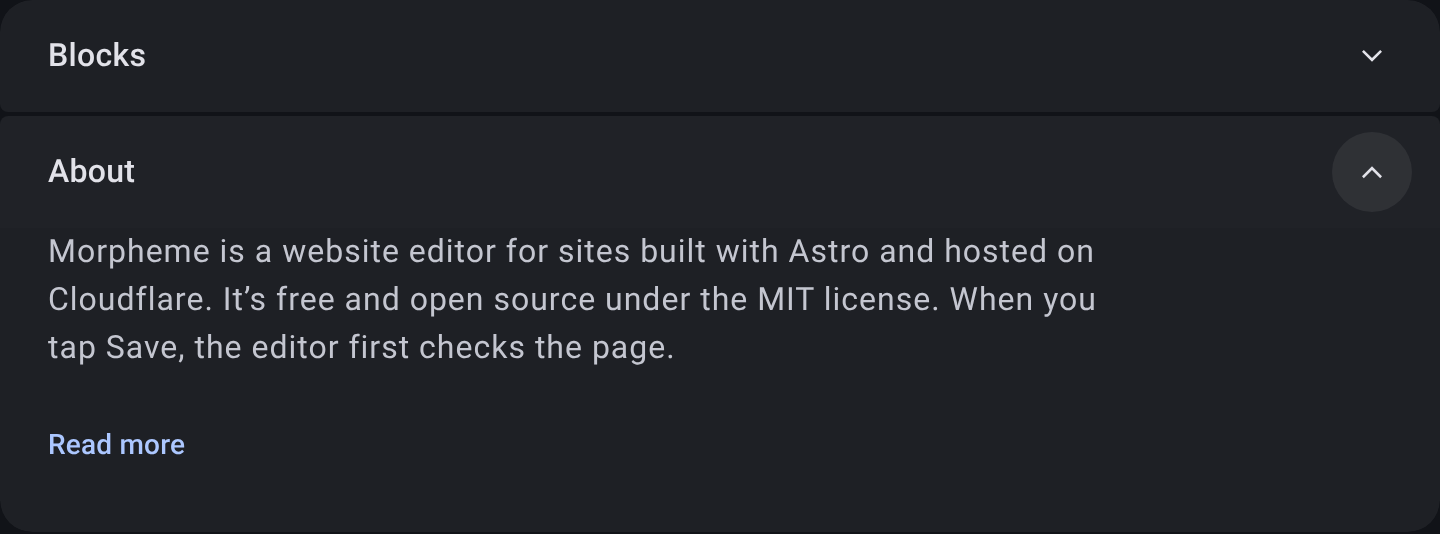 Blocks
About
Morpheme is a website editor for sites built with Astro and hosted on
Cloudflare. It’s free and open source under the MIT license. When you
tap Save, the editor first checks the page.
Read more